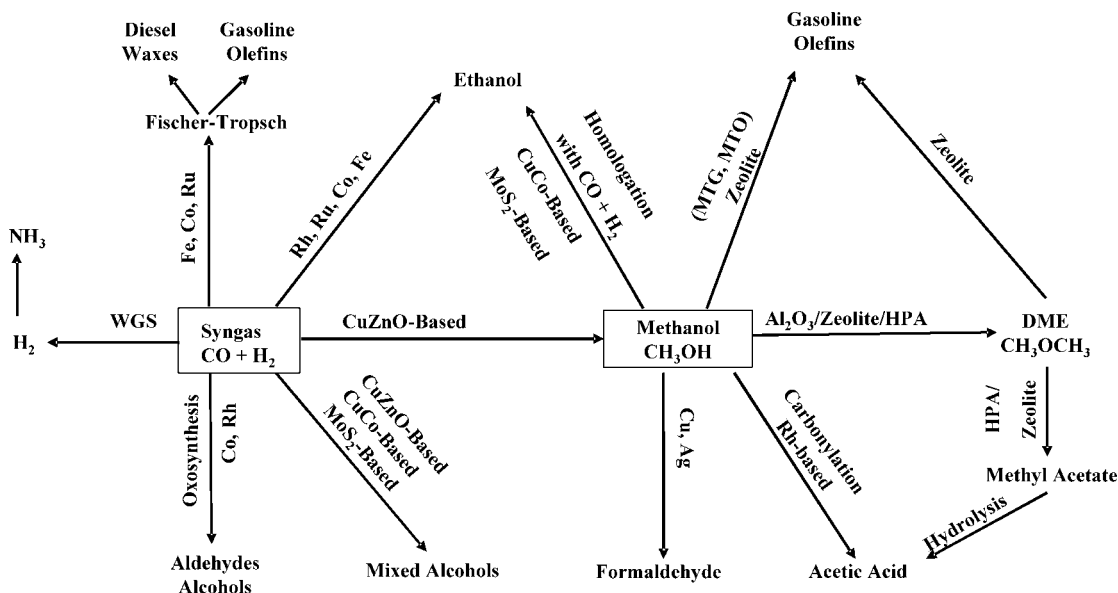 Diesel
Waxes
Gasoline
Olefins
Gasoline
Olefins
Ethanol
Fischer-Tropsch
Fe, Co, Ru
Rh, Ru, Co, Fe
Homologation
with CO + H₂
CuCo-Based
MoS₂-Based
(MTG, MTO)
Zeolite
Zeolite
NH₃
H₂
WGS
Syngas
CO + H₂
CuZnO-Based
Methanol
CH₃OH
Al₂O₃/Zeolite/HPA
DME
CH₃OCH₃
Oxosynthesis
Co, Rh
CuZnO-Based
CuCo-Based
MoS₂-Based
Cu, Ag
Carbonylation
Rh-based
HPA/
Zeolite
Methyl Acetate
Hydrolysis
Aldehydes
Alcohols
Mixed Alcohols
Formaldehyde
Acetic Acid